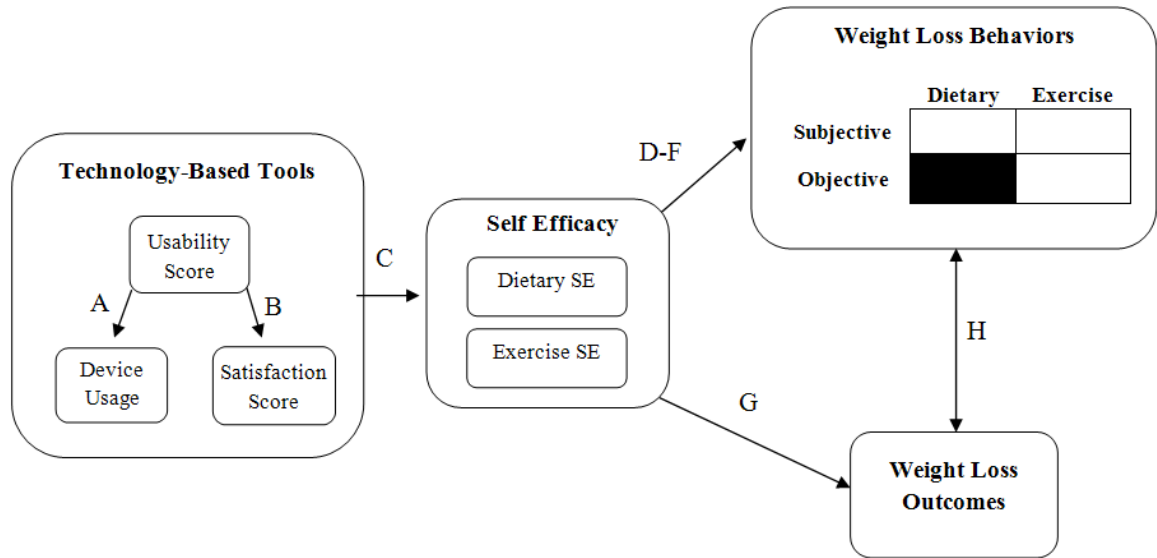 Technology-Based Tools
Usability
Score
A
B
Device
Usage
Satisfaction
Score
C
Self Efficacy
Dietary SE
Exercise SE
D-F
G
Weight Loss Behaviors
Dietary Exercise
Subjective
Objective
H
Weight Loss
Outcomes